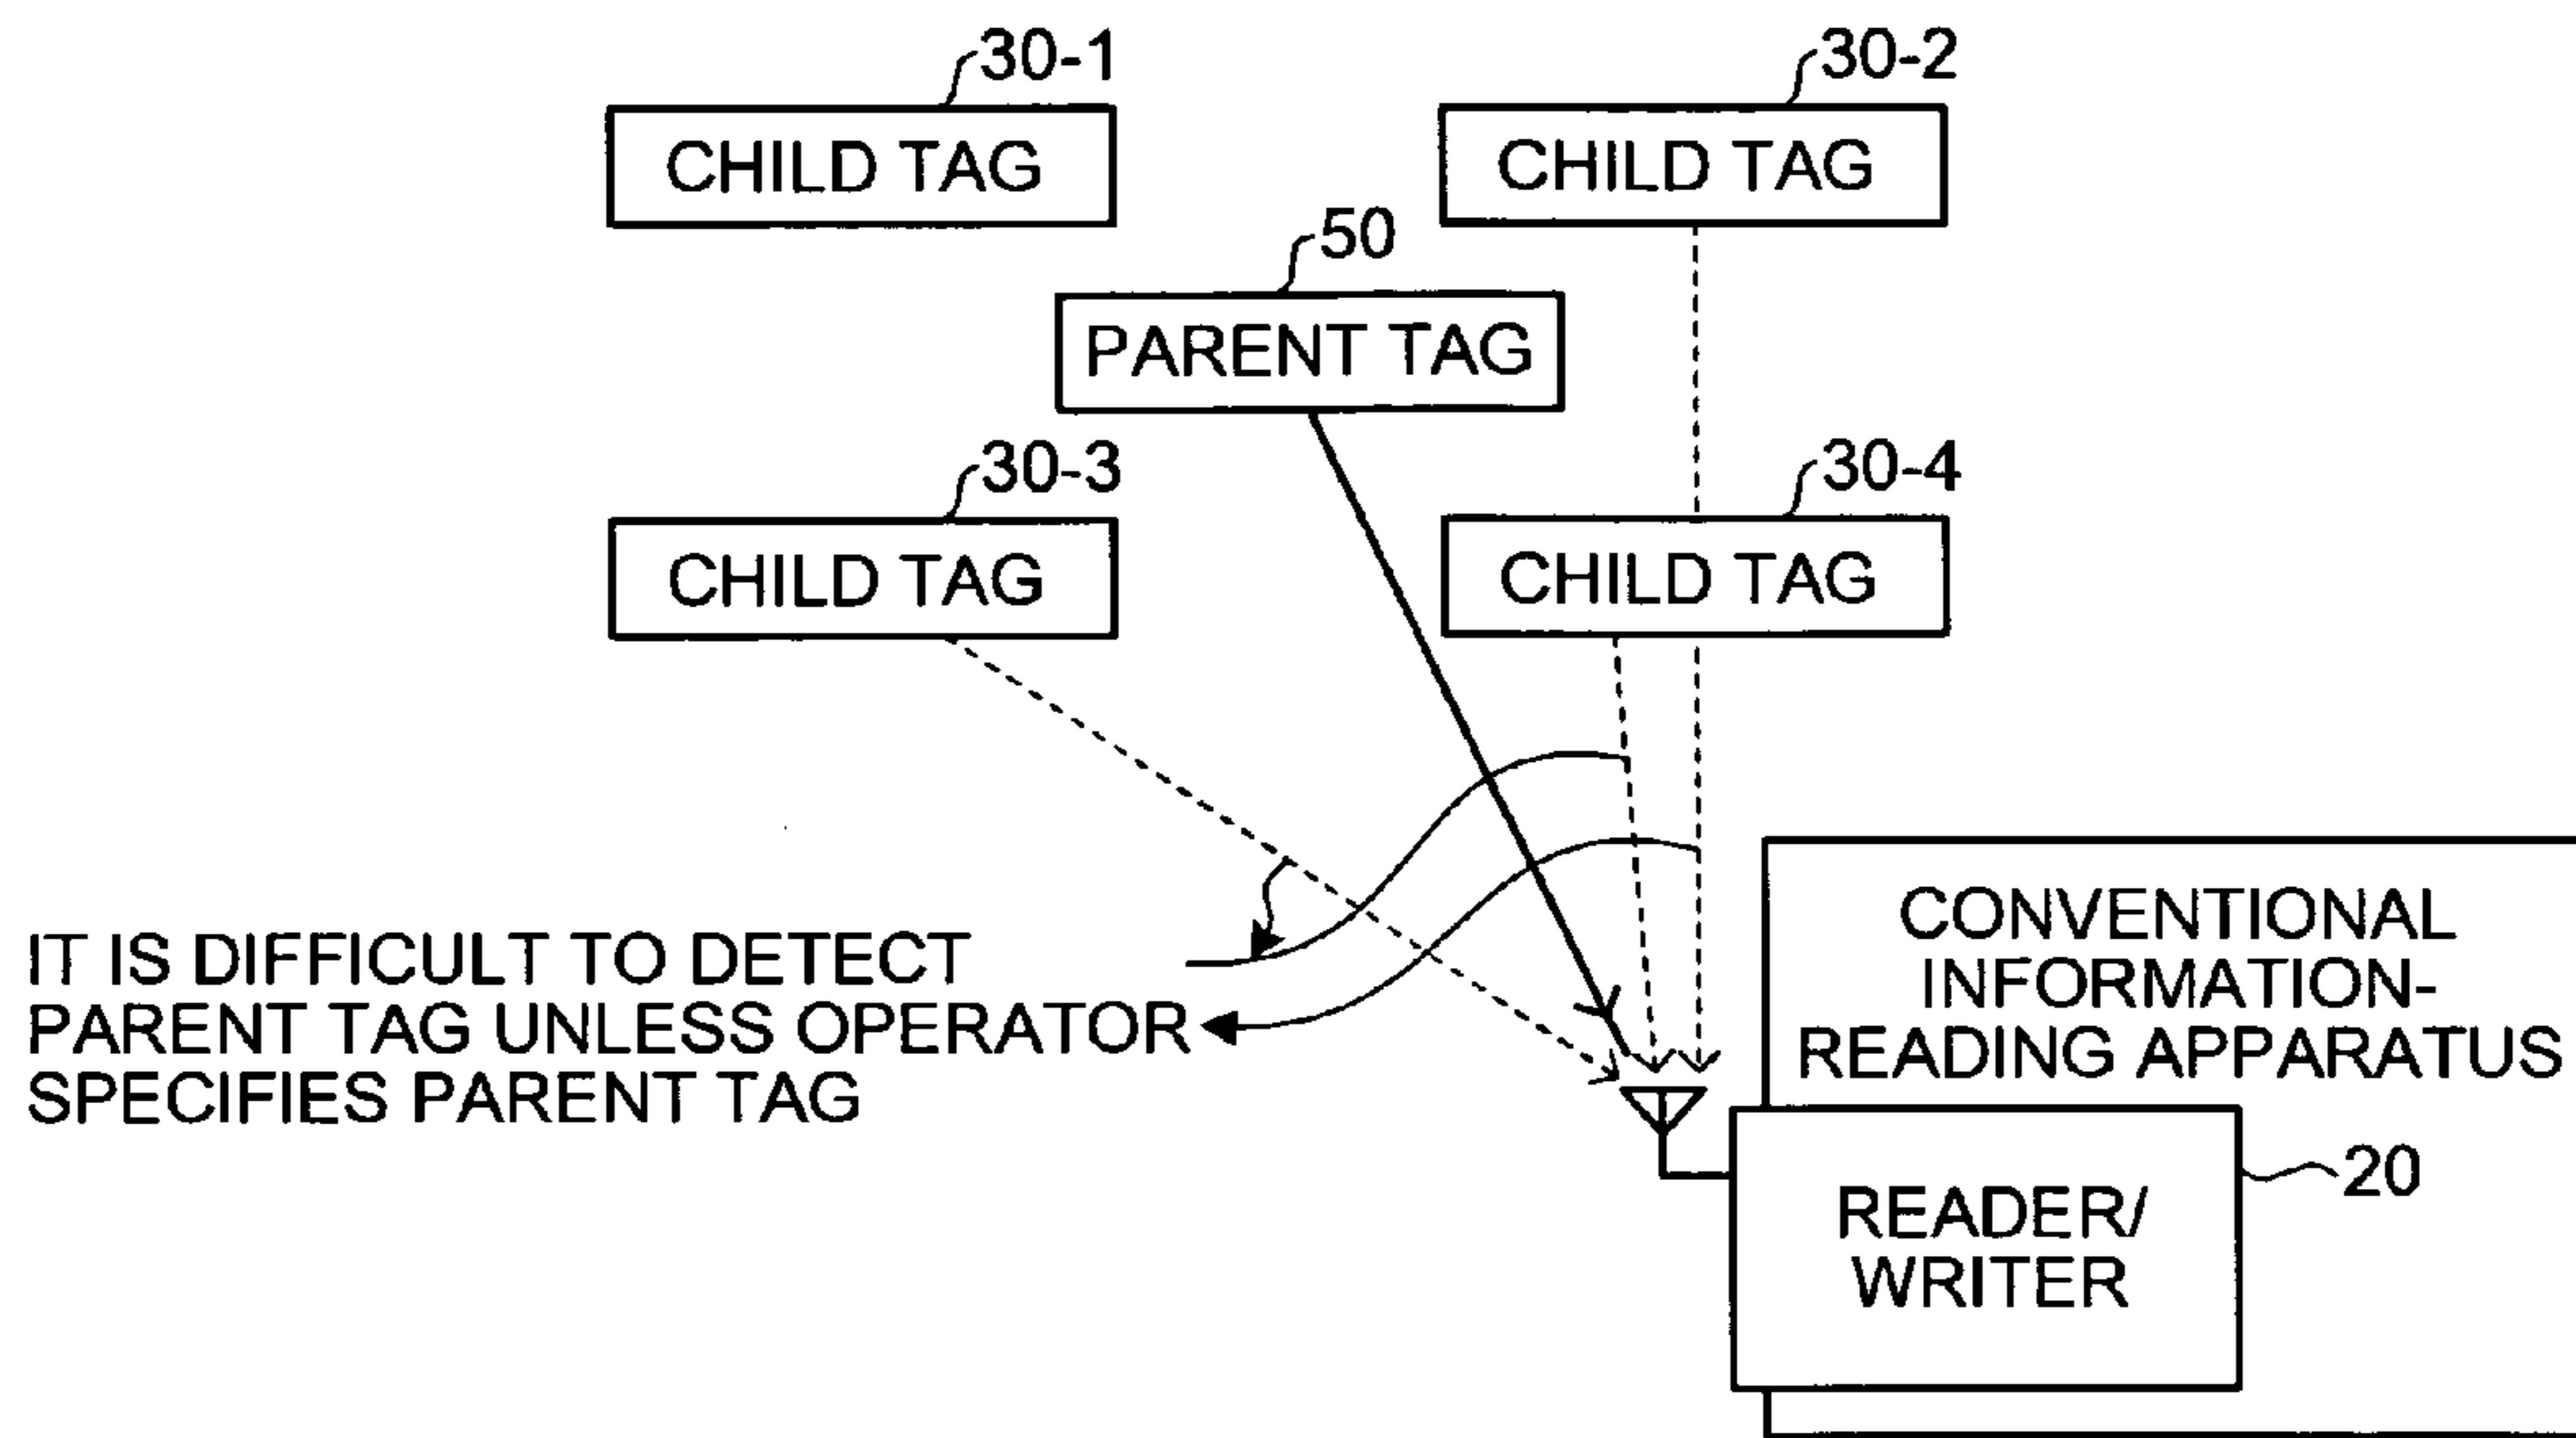 30-1
30-2
CHILD TAG
CHILD TAG
50
PARENT TAG
30-3
30-4
CHILD TAG
CHILD TAG
IT IS DIFFICULT TO DETECT
PARENT TAG UNLESS OPERATOR
SPECIFIES PARENT TAG
CONVENTIONAL
INFORMATION-
READING APPARATUS
READER/
WRITER
20